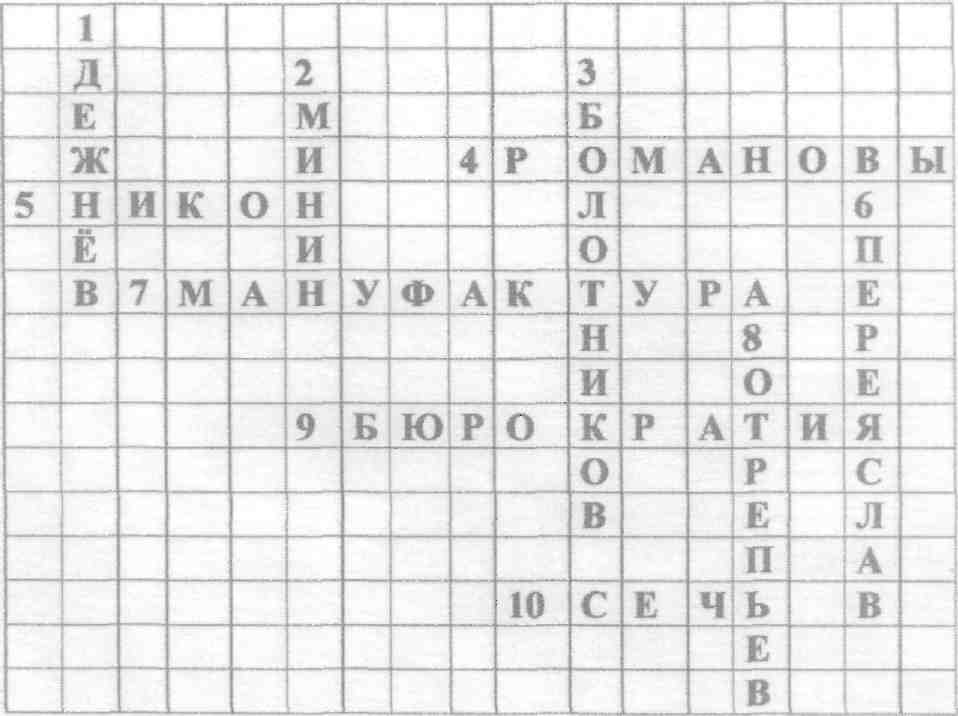 1
Д 2 3
Е М Б
Ж И 4 Р О М А Н О В Ы
5 Н И К О Н Л 6
Ё И О П
В 7 М А Н У Ф А К Т У Р А Е
Н 8 Р
И О Е
9 Б Ю Р О К Р А Т И Я
О Р С
В Е Л
П А
10 С Е Ч Ь В
Е
В